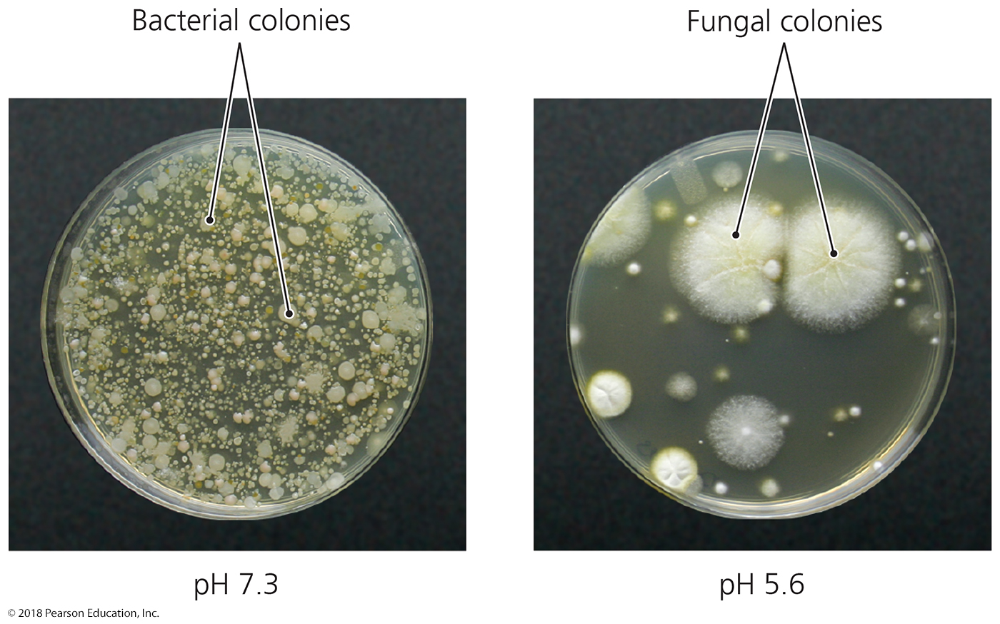 Bacterial colonies
Fungal colonies
pH 7.3
pH 5.6
© 2018 Pearson Education, Inc.